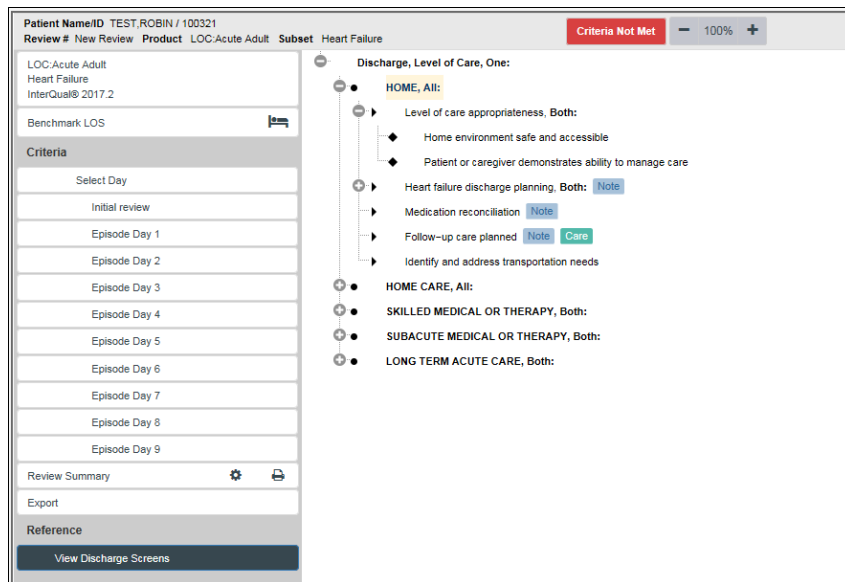 Patient Name/ID TEST,ROBIN / 100321
Review # New Review Product LOC:Acute Adult Subset Heart Failure
Criteria Not Met
100%
LOC:Acute Adult
Heart Failure
InterQual® 2017.2
Benchmark LOS
Criteria
Select Day
Initial review
Episode Day 1
Episode Day 2
Episode Day 3
Episode Day 4
Episode Day 5
Episode Day 6
Episode Day 7
Episode Day 8
Episode Day 9
Review Summary
Export
Reference
View Discharge Screens
Discharge, Level of Care, One:
HOME, All:
Level of care appropriateness, Both:
Home environment safe and accessible
Patient or caregiver demonstrates ability to manage care
Heart failure discharge planning, Both: Note
Medication reconciliation Note
Follow-up care planned Note Care
Identify and address transportation needs
HOME CARE, All:
SKILLED MEDICAL OR THERAPY, Both:
SUBACUTE MEDICAL OR THERAPY, Both:
LONG TERM ACUTE CARE, Both: